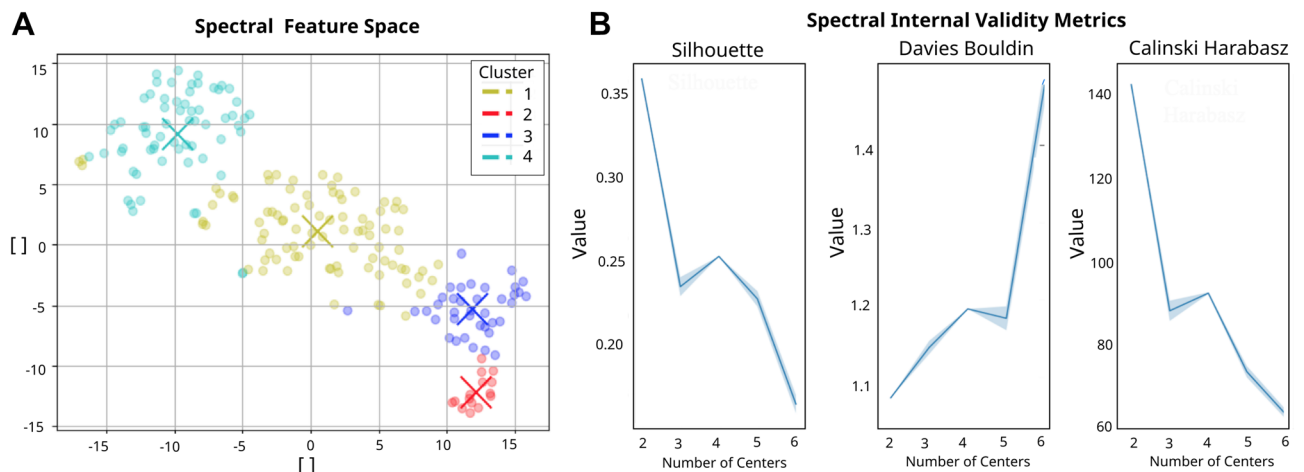 A
Spectral Feature Space
15
10
5
[ ] 0
-5
-10
-15
-15 -10 -5 0 5 10 15
[ ]
Cluster
1
2
3
4
B
Spectral Internal Validity Metrics
Silhouette
Silhouette
0.35
0.30
0.25
0.20
Value
2 3 4 5 6
Number of Centers
Davies Bouldin
1.4
1.3
1.2
1.1
Value
2 3 4 5 6
Number of Centers
Calinski Harabasz
Calinski
Harabasz
140
120
100
80
60
Value
2 3 4 5 6
Number of Centers